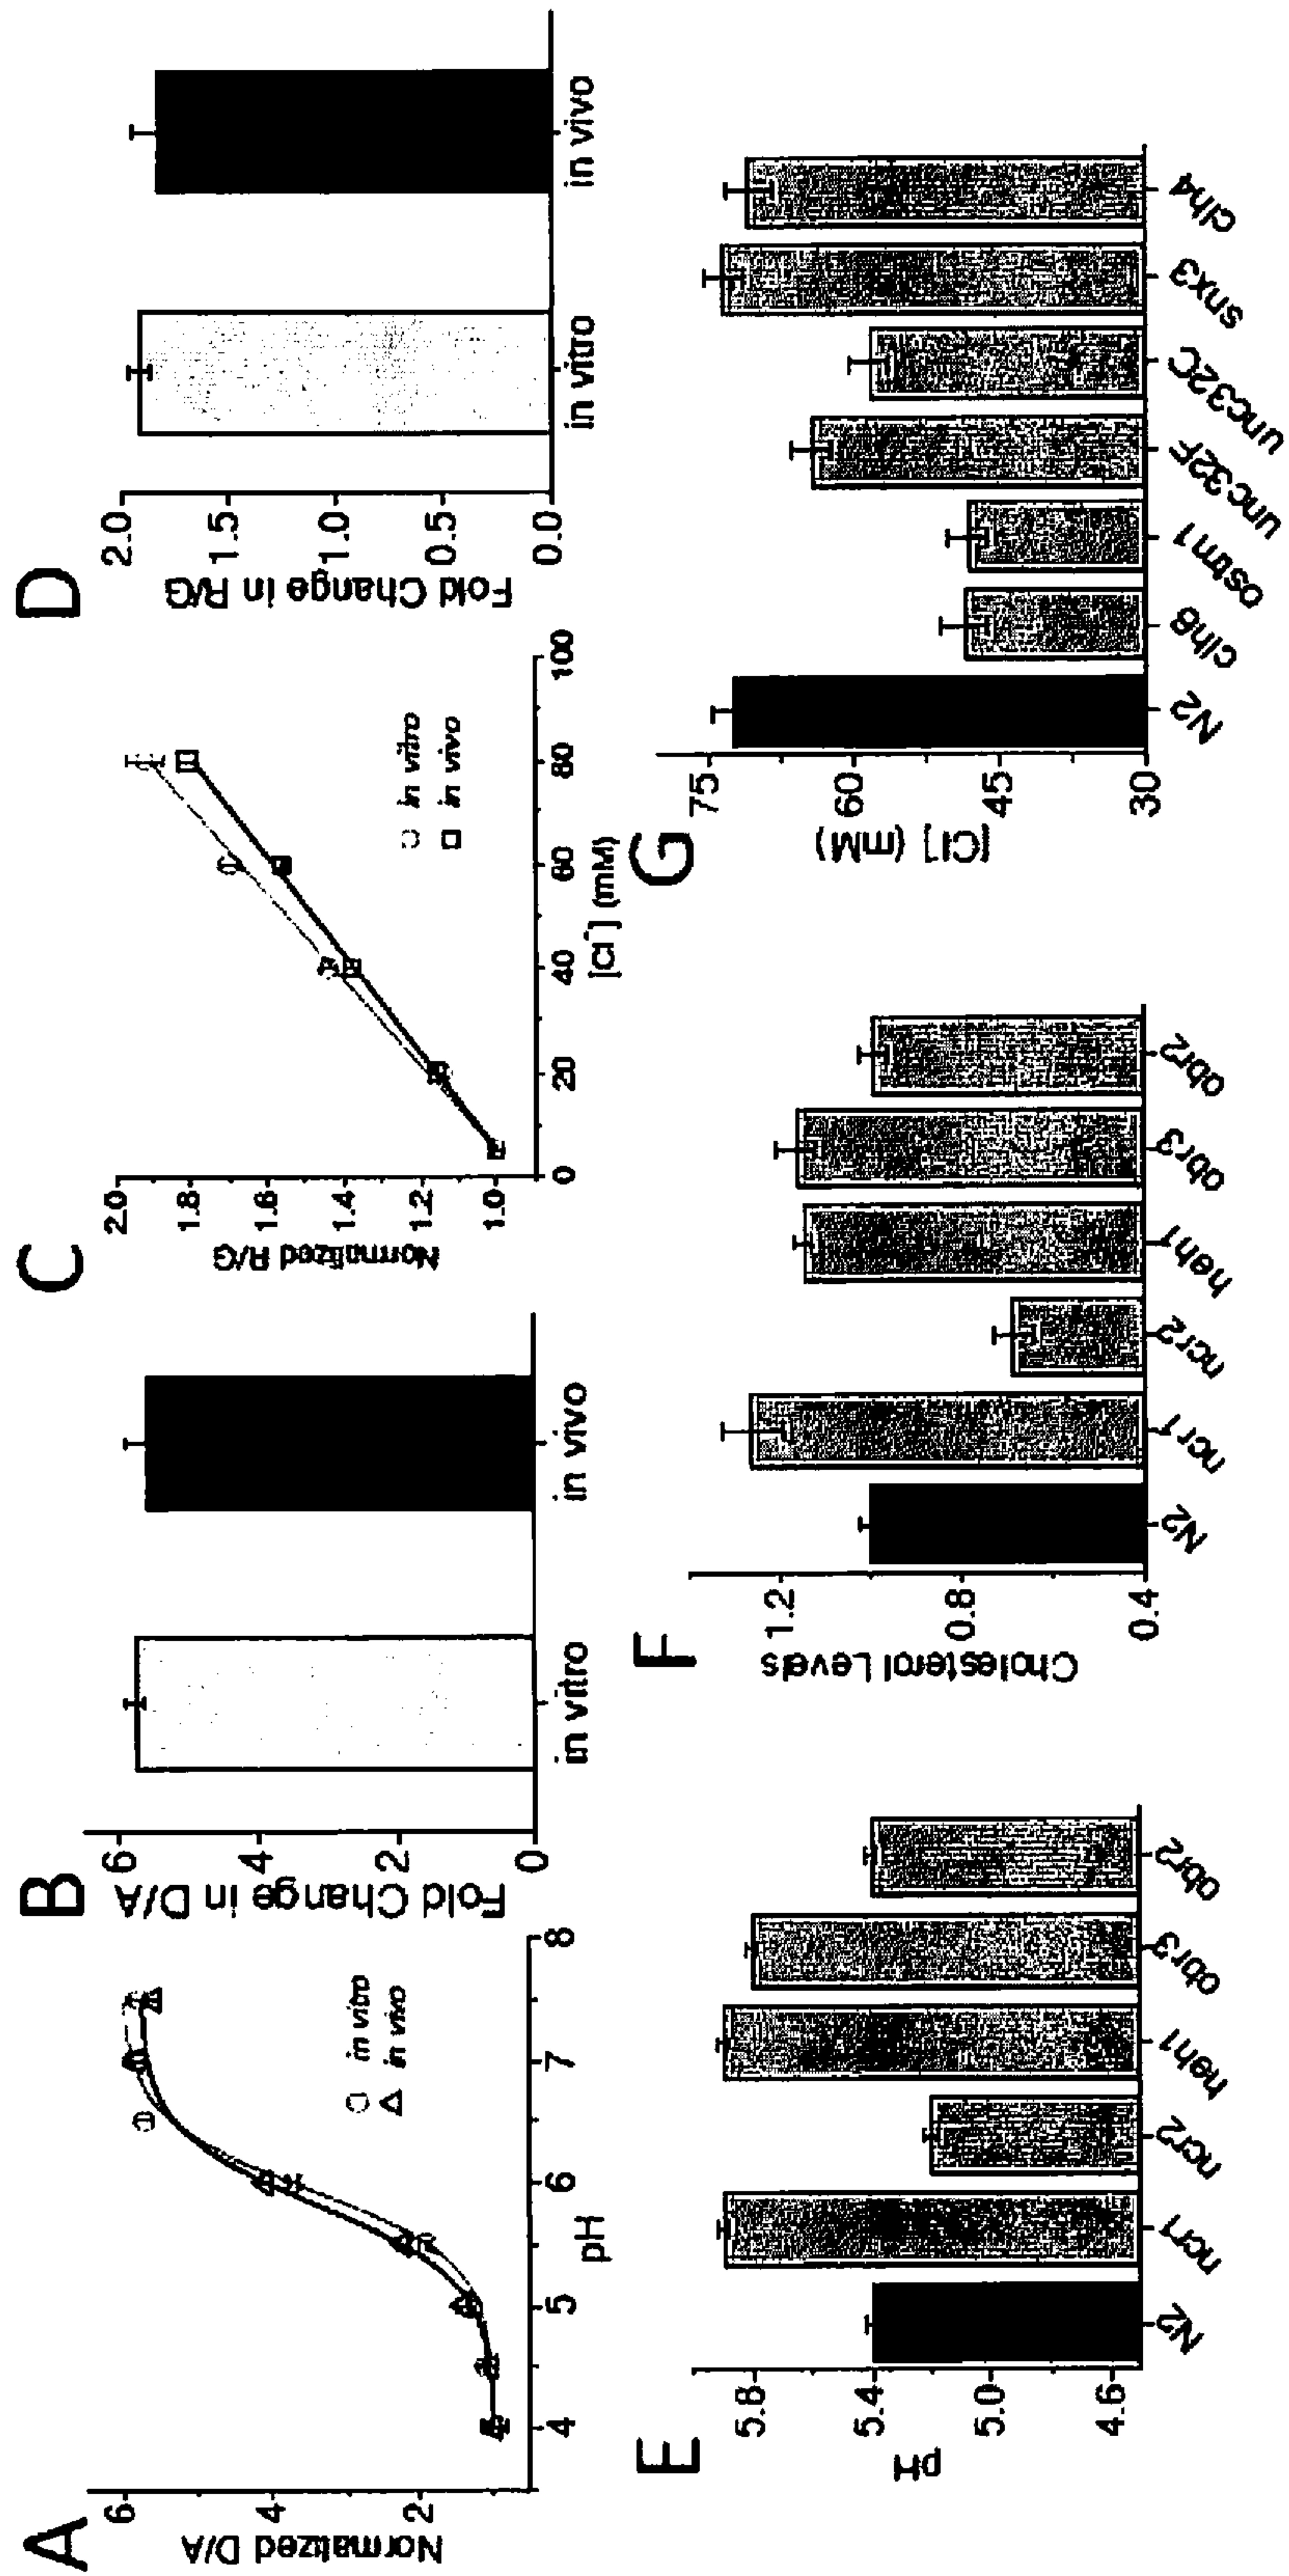 A
Normalized D/A
6
4
2
4 5 6 7 8
pH
in vitro
in vivo
B
Fold Change in D/A
6
4
2
0
in vitro in vivo
C
Normalized R/G
2.0
1.8
1.6
1.4
1.2
1.0
0 20 40 60 80 100
[Cl-] (mM)
in vitro
in vivo
D
Fold Change in R/G
2.0
1.5
1.0
0.5
0.0
in vitro in vivo
E
pH
5.8
5.4
5.0
4.6
N2 ncr1 ncr2 heh1 obr3 obr2
F
Cholesterol Levels
1.2
0.8
0.4
N2 ncr1 ncr2 heh1 obr3 obr2
G
[Cl-] (mM)
75
60
45
30
N2 clh6 ostm1 unc32F unc32C snx3 clh4